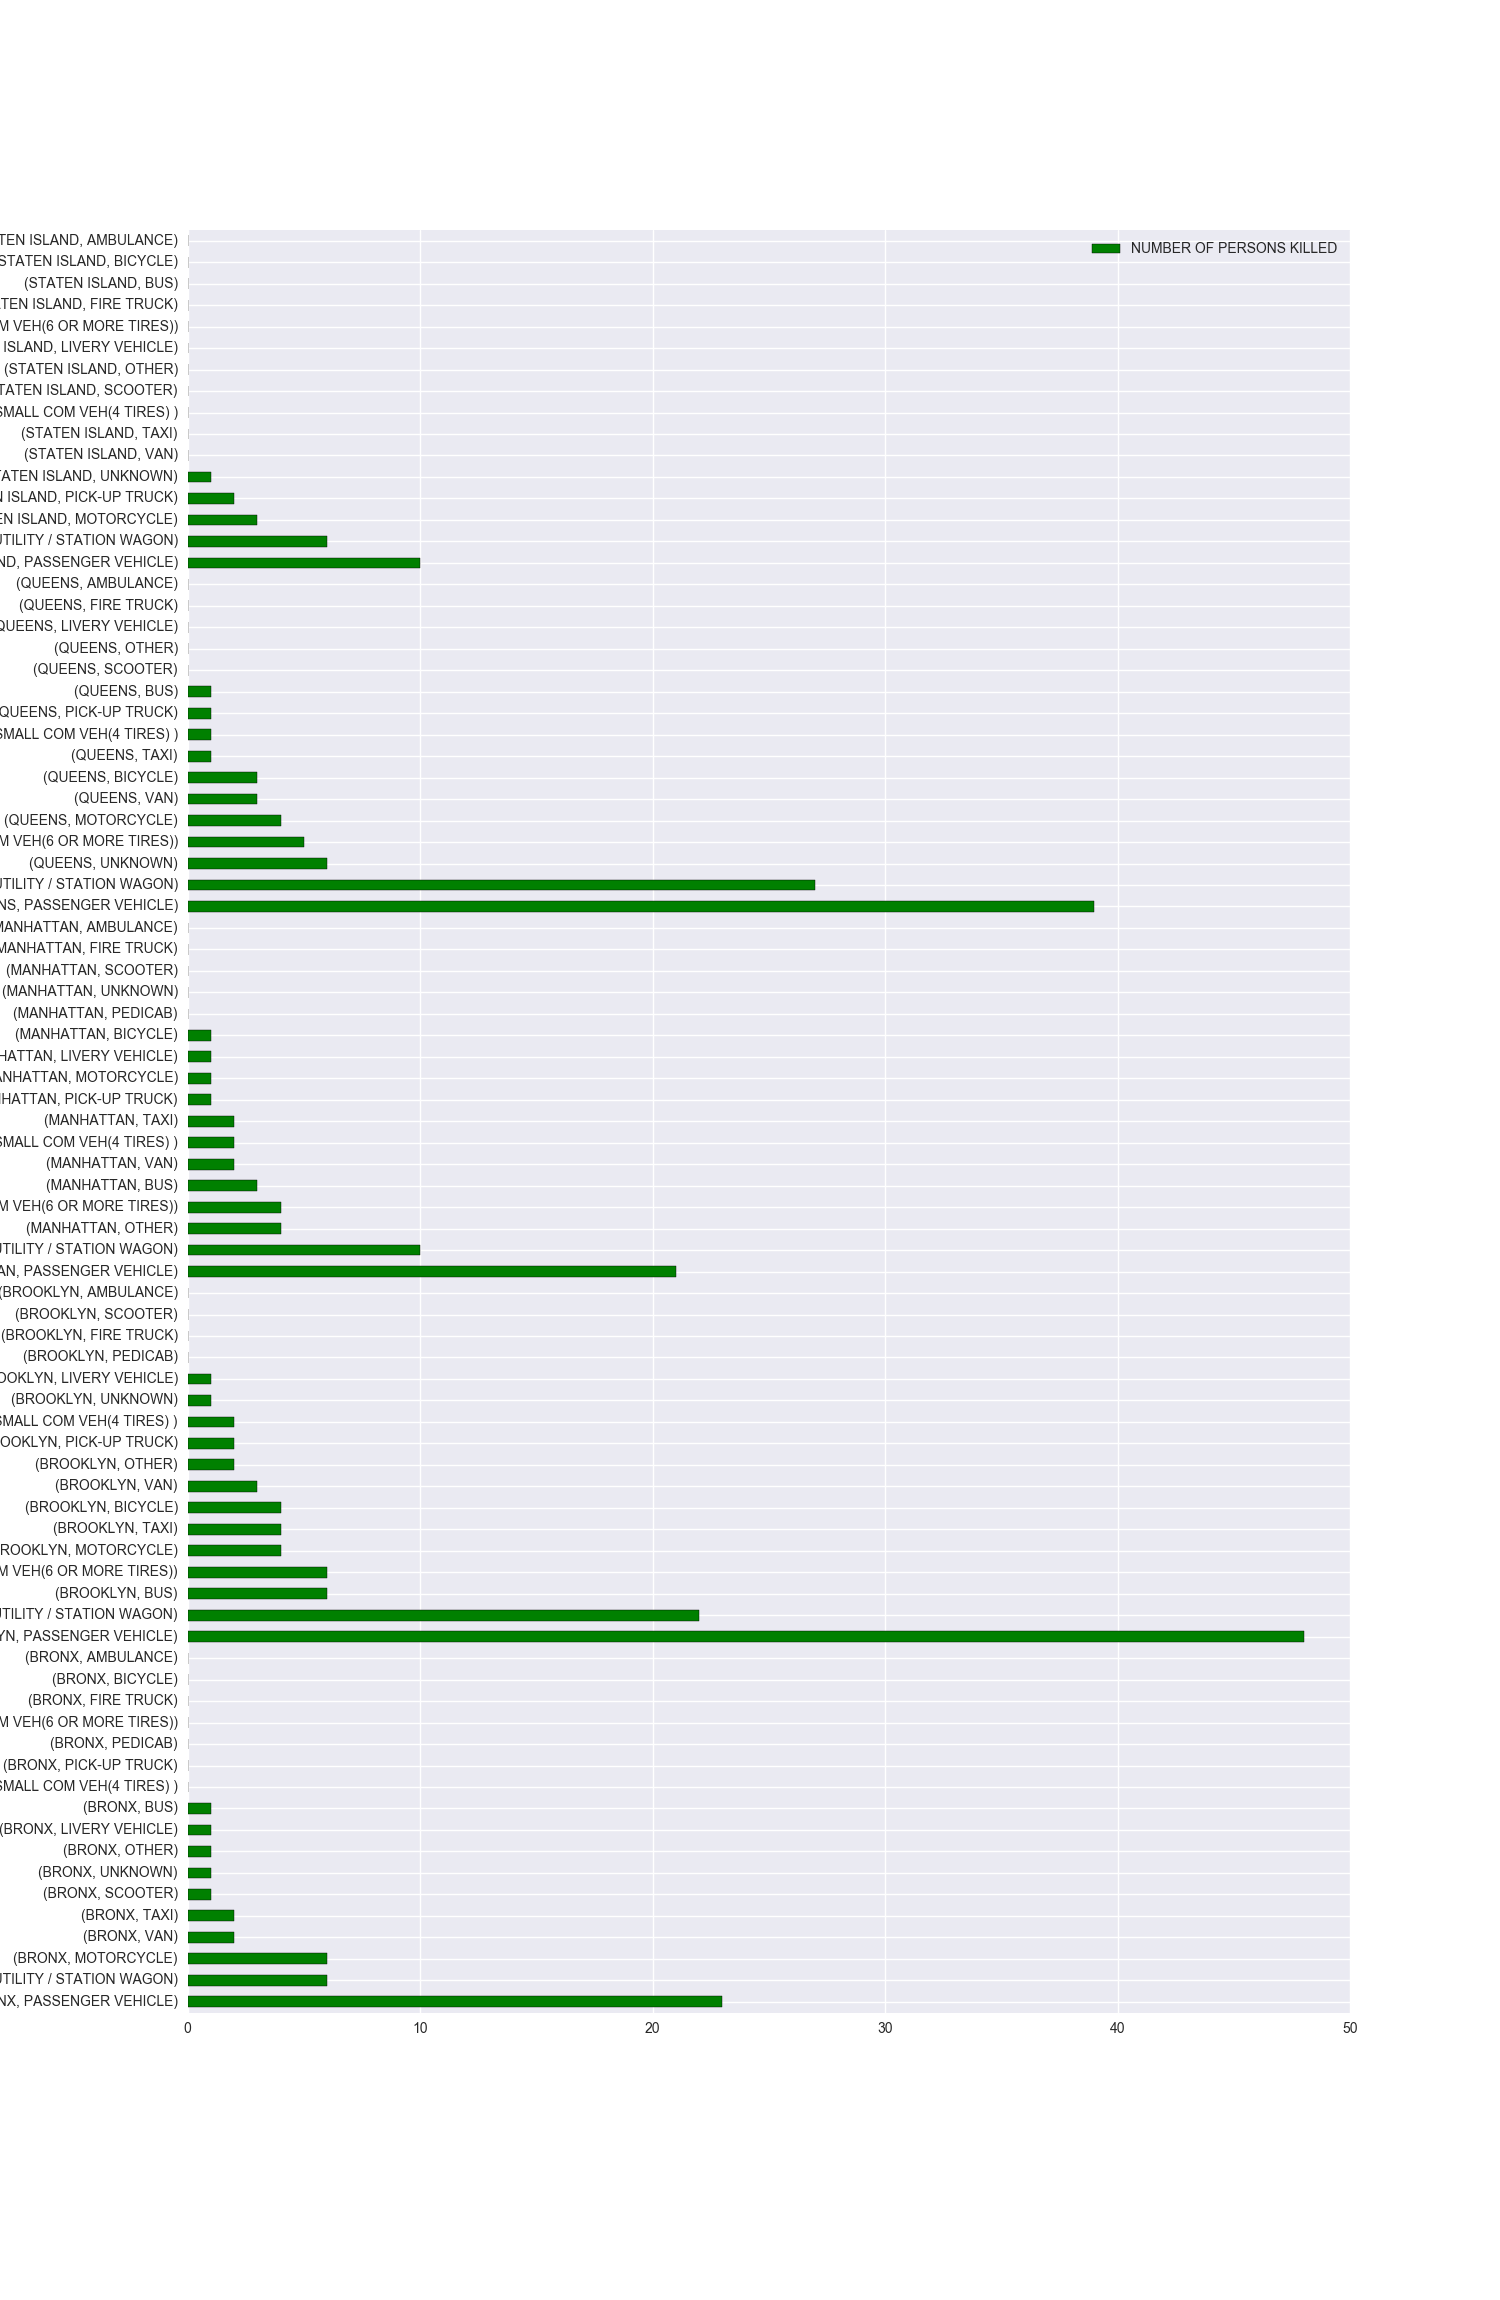 TEN ISLAND, AMBULANCE)
NUMBER OF PERSONS KILLED
STATEN ISLAND, BICYCLE)
(STATEN ISLAND, BUS)
TEN ISLAND, FIRE TRUCK)
M VEH(6 OR MORE TIRES))
ISLAND, LIVERY VEHICLE)
(STATEN ISLAND, OTHER)
TATEN ISLAND, SCOOTER)
SMALL COM VEH(4 TIRES) )
(STATEN ISLAND, TAXI)
(STATEN ISLAND, VAN)
TATEN ISLAND, UNKNOWN)
N ISLAND, PICK-UP TRUCK)
EN ISLAND, MOTORCYCLE)
UTILITY / STATION WAGON)
ND, PASSENGER VEHICLE)
(QUEENS, AMBULANCE)
(QUEENS, FIRE TRUCK)
QUEENS, LIVERY VEHICLE)
(QUEENS, OTHER)
(QUEENS, SCOOTER)
(QUEENS, BUS)
(QUEENS, PICK-UP TRUCK)
SMALL COM VEH(4 TIRES) )
(QUEENS, TAXI)
(QUEENS, BICYCLE)
(QUEENS, VAN)
(QUEENS, MOTORCYCLE)
M VEH(6 OR MORE TIRES))
(QUEENS, UNKNOWN)
UTILITY / STATION WAGON)
NS, PASSENGER VEHICLE)
MANHATTAN, AMBULANCE)
MANHATTAN, FIRE TRUCK)
(MANHATTAN, SCOOTER)
(MANHATTAN, UNKNOWN)
(MANHATTAN, PEDICAB)
(MANHATTAN, BICYCLE)
HATTAN, LIVERY VEHICLE)
ANHATTAN, MOTORCYCLE)
NHATTAN, PICK-UP TRUCK)
(MANHATTAN, TAXI)
SMALL COM VEH(4 TIRES) )
(MANHATTAN, VAN)
(MANHATTAN, BUS)
M VEH(6 OR MORE TIRES))
(MANHATTAN, OTHER)
UTILITY / STATION WAGON)
AN, PASSENGER VEHICLE)
(BROOKLYN, AMBULANCE)
(BROOKLYN, SCOOTER)
(BROOKLYN, FIRE TRUCK)
(BROOKLYN, PEDICAB)
OOKLYN, LIVERY VEHICLE)
(BROOKLYN, UNKNOWN)
SMALL COM VEH(4 TIRES) )
OOKLYN, PICK-UP TRUCK)
(BROOKLYN, OTHER)
(BROOKLYN, VAN)
(BROOKLYN, BICYCLE)
(BROOKLYN, TAXI)
BROOKLYN, MOTORCYCLE)
M VEH(6 OR MORE TIRES))
(BROOKLYN, BUS)
UTILITY / STATION WAGON)
YN, PASSENGER VEHICLE)
(BRONX, AMBULANCE)
(BRONX, BICYCLE)
(BRONX, FIRE TRUCK)
M VEH(6 OR MORE TIRES))
(BRONX, PEDICAB)
(BRONX, PICK-UP TRUCK)
SMALL COM VEH(4 TIRES) )
(BRONX, BUS)
(BRONX, LIVERY VEHICLE)
(BRONX, OTHER)
(BRONX, UNKNOWN)
(BRONX, SCOOTER)
(BRONX, TAXI)
(BRONX, VAN)
(BRONX, MOTORCYCLE)
UTILITY / STATION WAGON)
NX, PASSENGER VEHICLE)
0 10 20 30 40 50